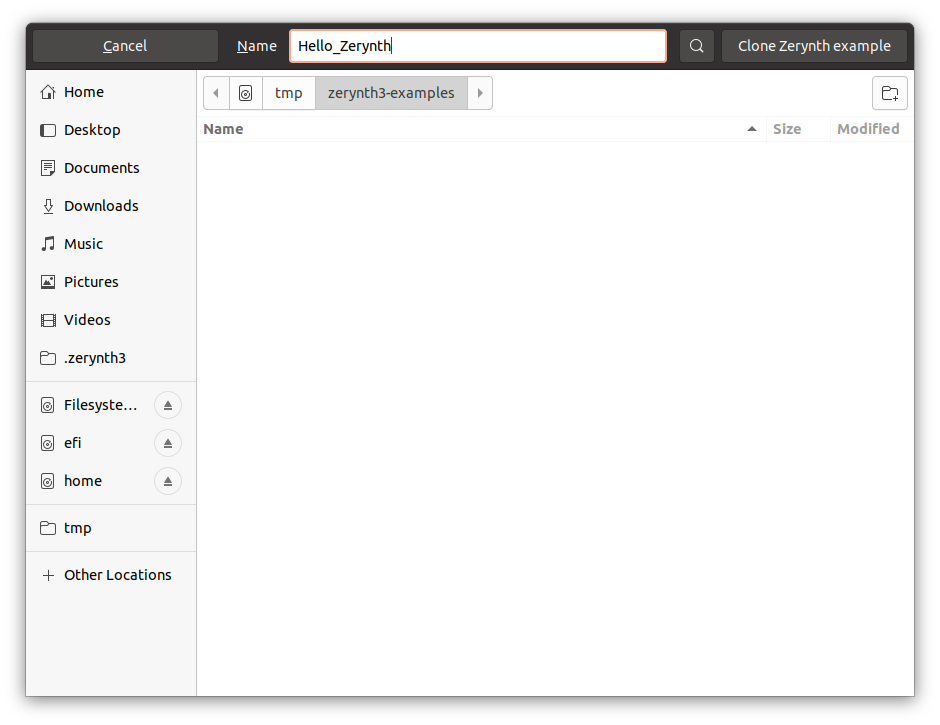 Cancel Name Hello_Zerynth Clone Zerynth example
Home
Desktop
Documents
Downloads
Music
Pictures
Videos
.zerynth3
Filesyste...
efi
home
tmp
Other Locations
tmp zerynth3-examples
Name Size Modified